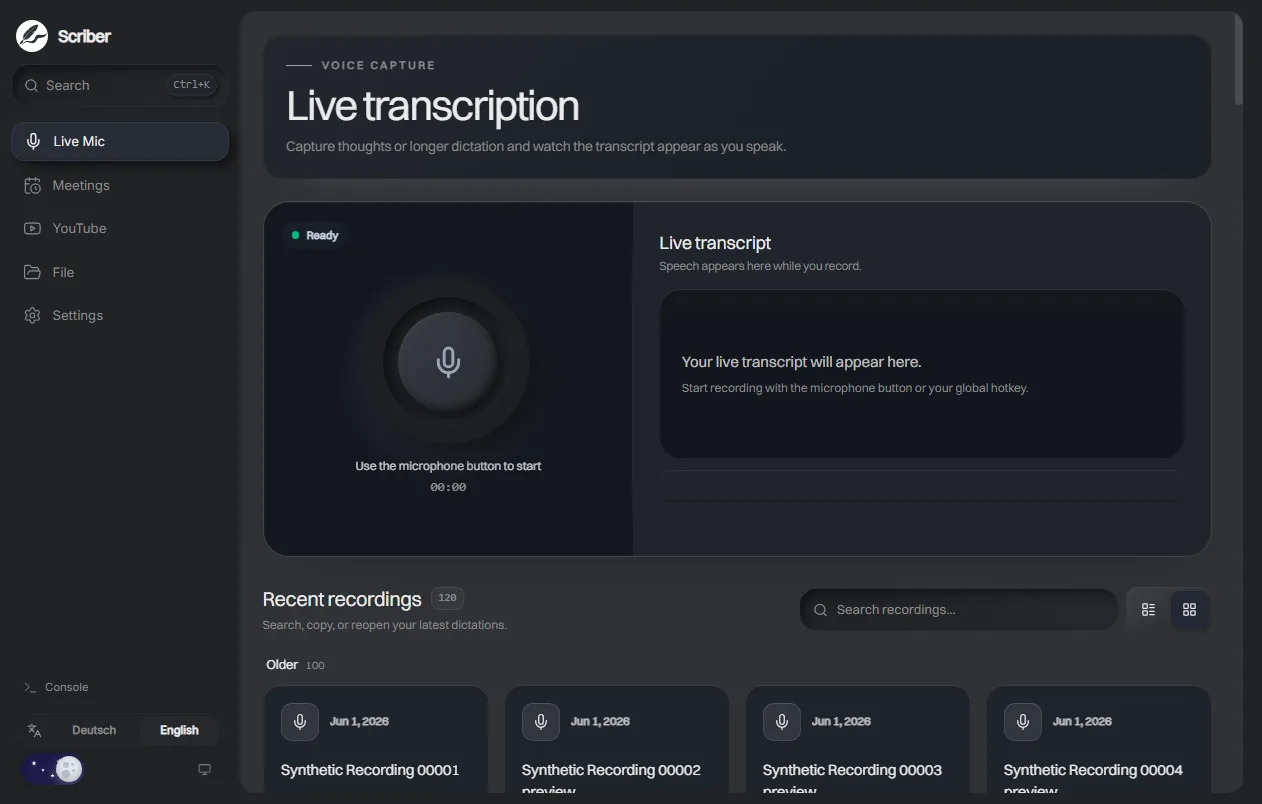 Scriber
Search Ctrl+K
Live Mic
Meetings
YouTube
File
Settings
Console
Deutsch English
VOICE CAPTURE
Live transcription
Capture thoughts or longer dictation and watch the transcript appear as you speak.
Ready
Use the microphone button to start
00:00
Live transcript
Speech appears here while you record.
Your live transcript will appear here.
Start recording with the microphone button or your global hotkey.
Recent recordings 120
Search, copy, or reopen your latest dictations.
Search recordings...
Older 100
Jun 1, 2026
Synthetic Recording 00001
Jun 1, 2026
Synthetic Recording 00002
preview
Jun 1, 2026
Synthetic Recording 00003
preview
Jun 1, 2026
Synthetic Recording 00004
preview